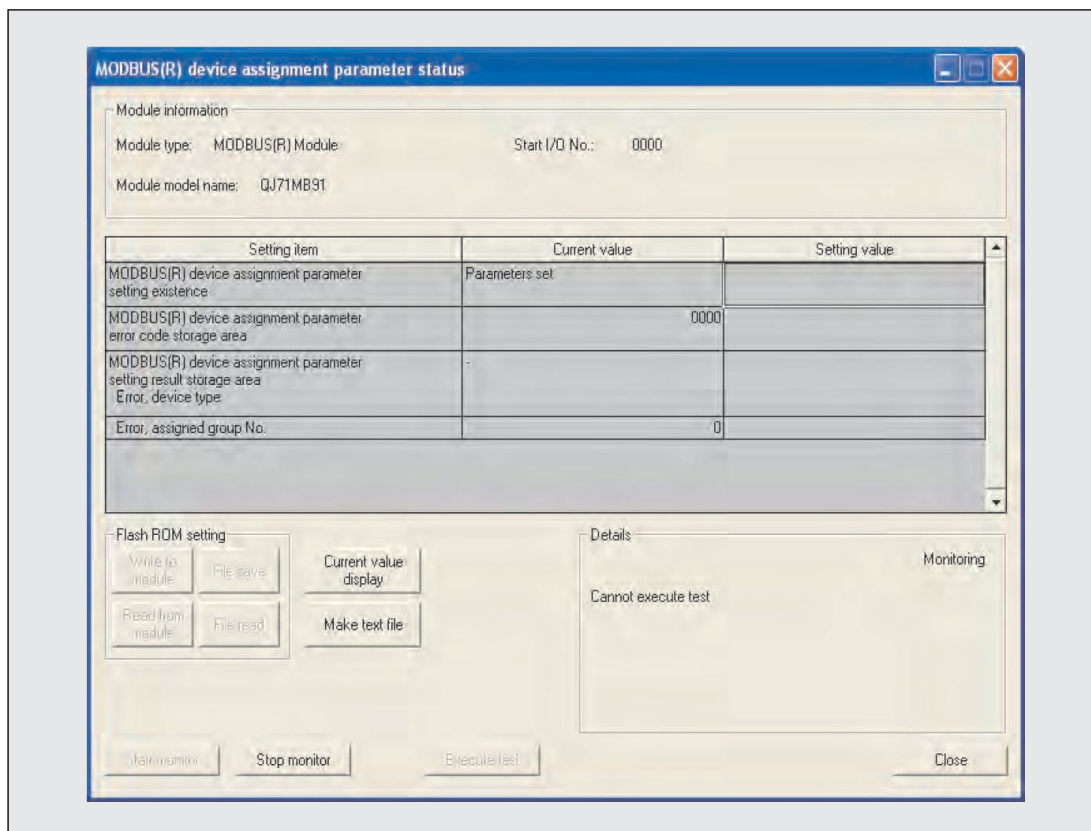 MODBUS(R) device assignment parameter status
Module information
Module type: MODBUS(R) Module Start I/O No.: 0000
Module model name: QJ71MB91
Setting item Current value Setting value
MODBUS(R) device assignment parameter
setting existence
Parameters set
MODBUS(R) device assignment parameter
error code storage area
0000
MODBUS(R) device assignment parameter
setting result storage area
Error, device type
-
Error, assigned group No. 0
Flash ROM setting
Write to
module
File save
Current value
display
Read from
module
File read
Make text file
Details
Monitoring
Cannot execute test
Start monitor Stop monitor Execute test Close